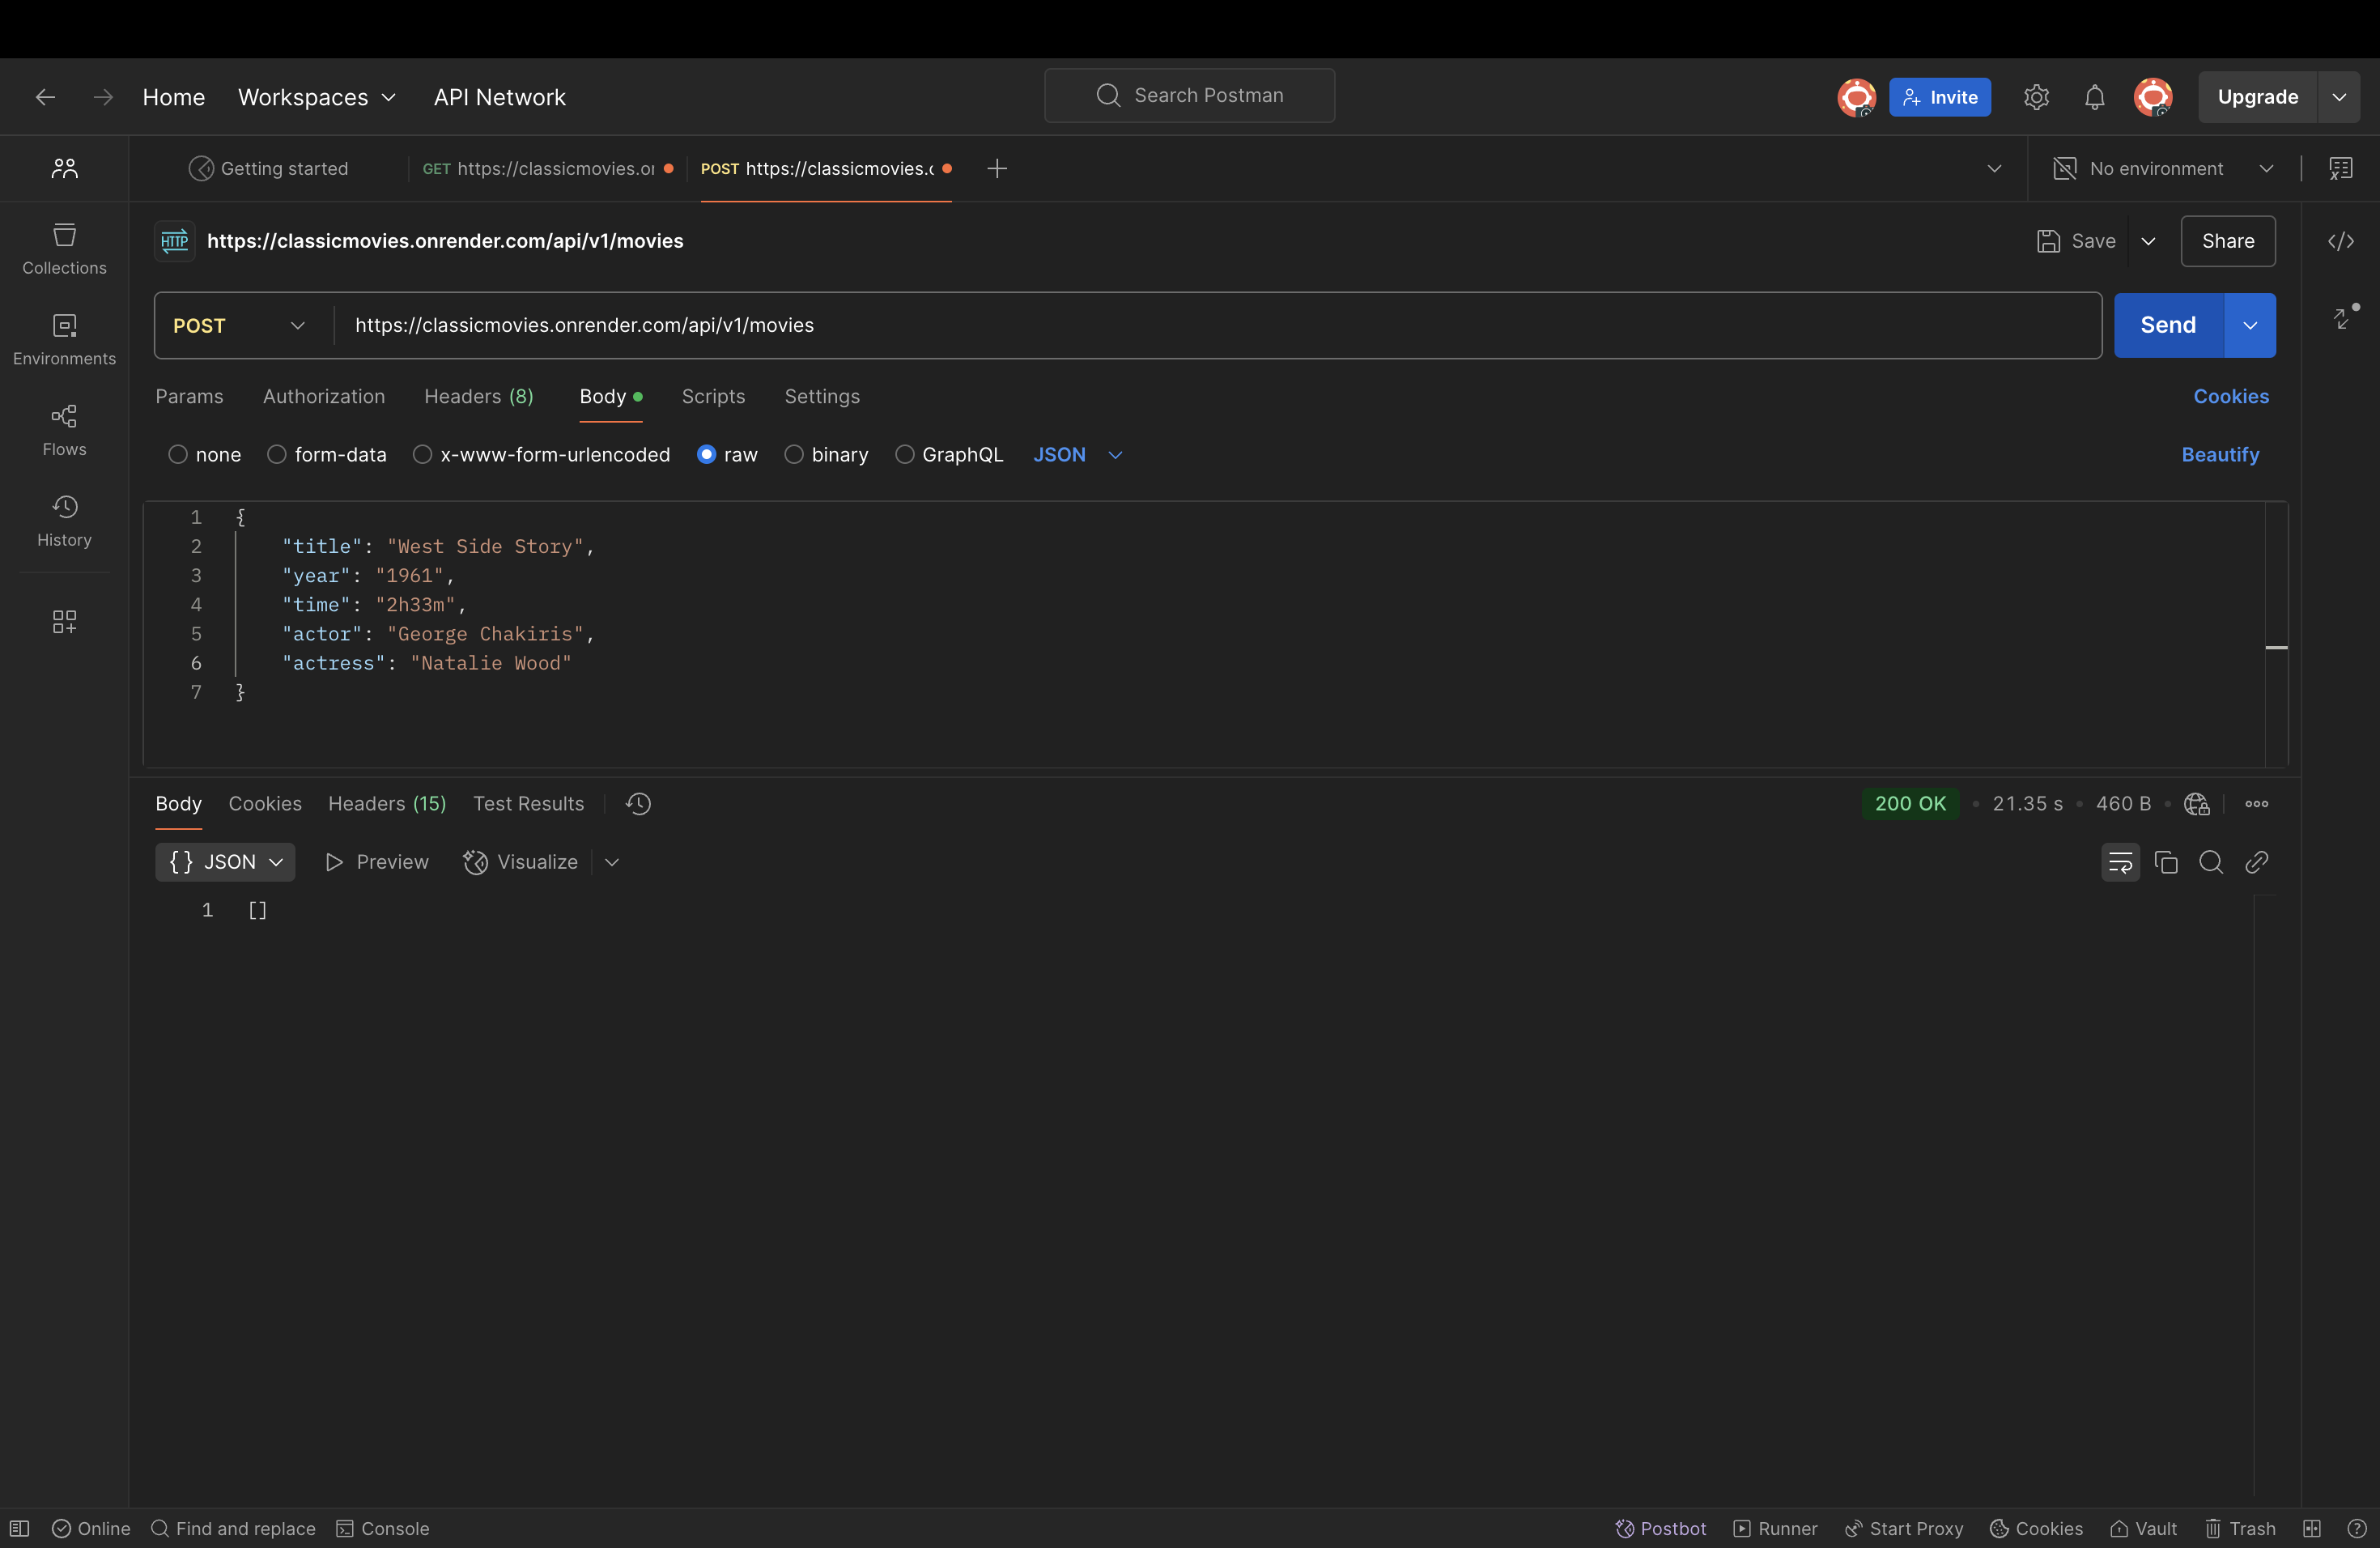 Home Workspaces API Network Search Postman Invite Upgrade
Getting started GET https://classicmovies.or POST https://classicmovies.c No environment
HTTP https://classicmovies.onrender.com/api/v1/movies Save Share
POST https://classicmovies.onrender.com/api/v1/movies Send
Collections
Environments
Flows
History
Params Authorization Headers (8) Body Scripts Settings Cookies
none form-data x-www-form-urlencoded raw binary GraphQL JSON Beautify
1 {
2 "title": "West Side Story",
3 "year": "1961",
4 "time": "2h33m",
5 "actor": "George Chakiris",
6 "actress": "Natalie Wood"
7 }
Body Cookies Headers (15) Test Results 200 OK • 21.35 s • 460 B •
{} JSON Preview Visualize
1 []
Online Find and replace Console Postbot Runner Start Proxy Cookies Vault Trash